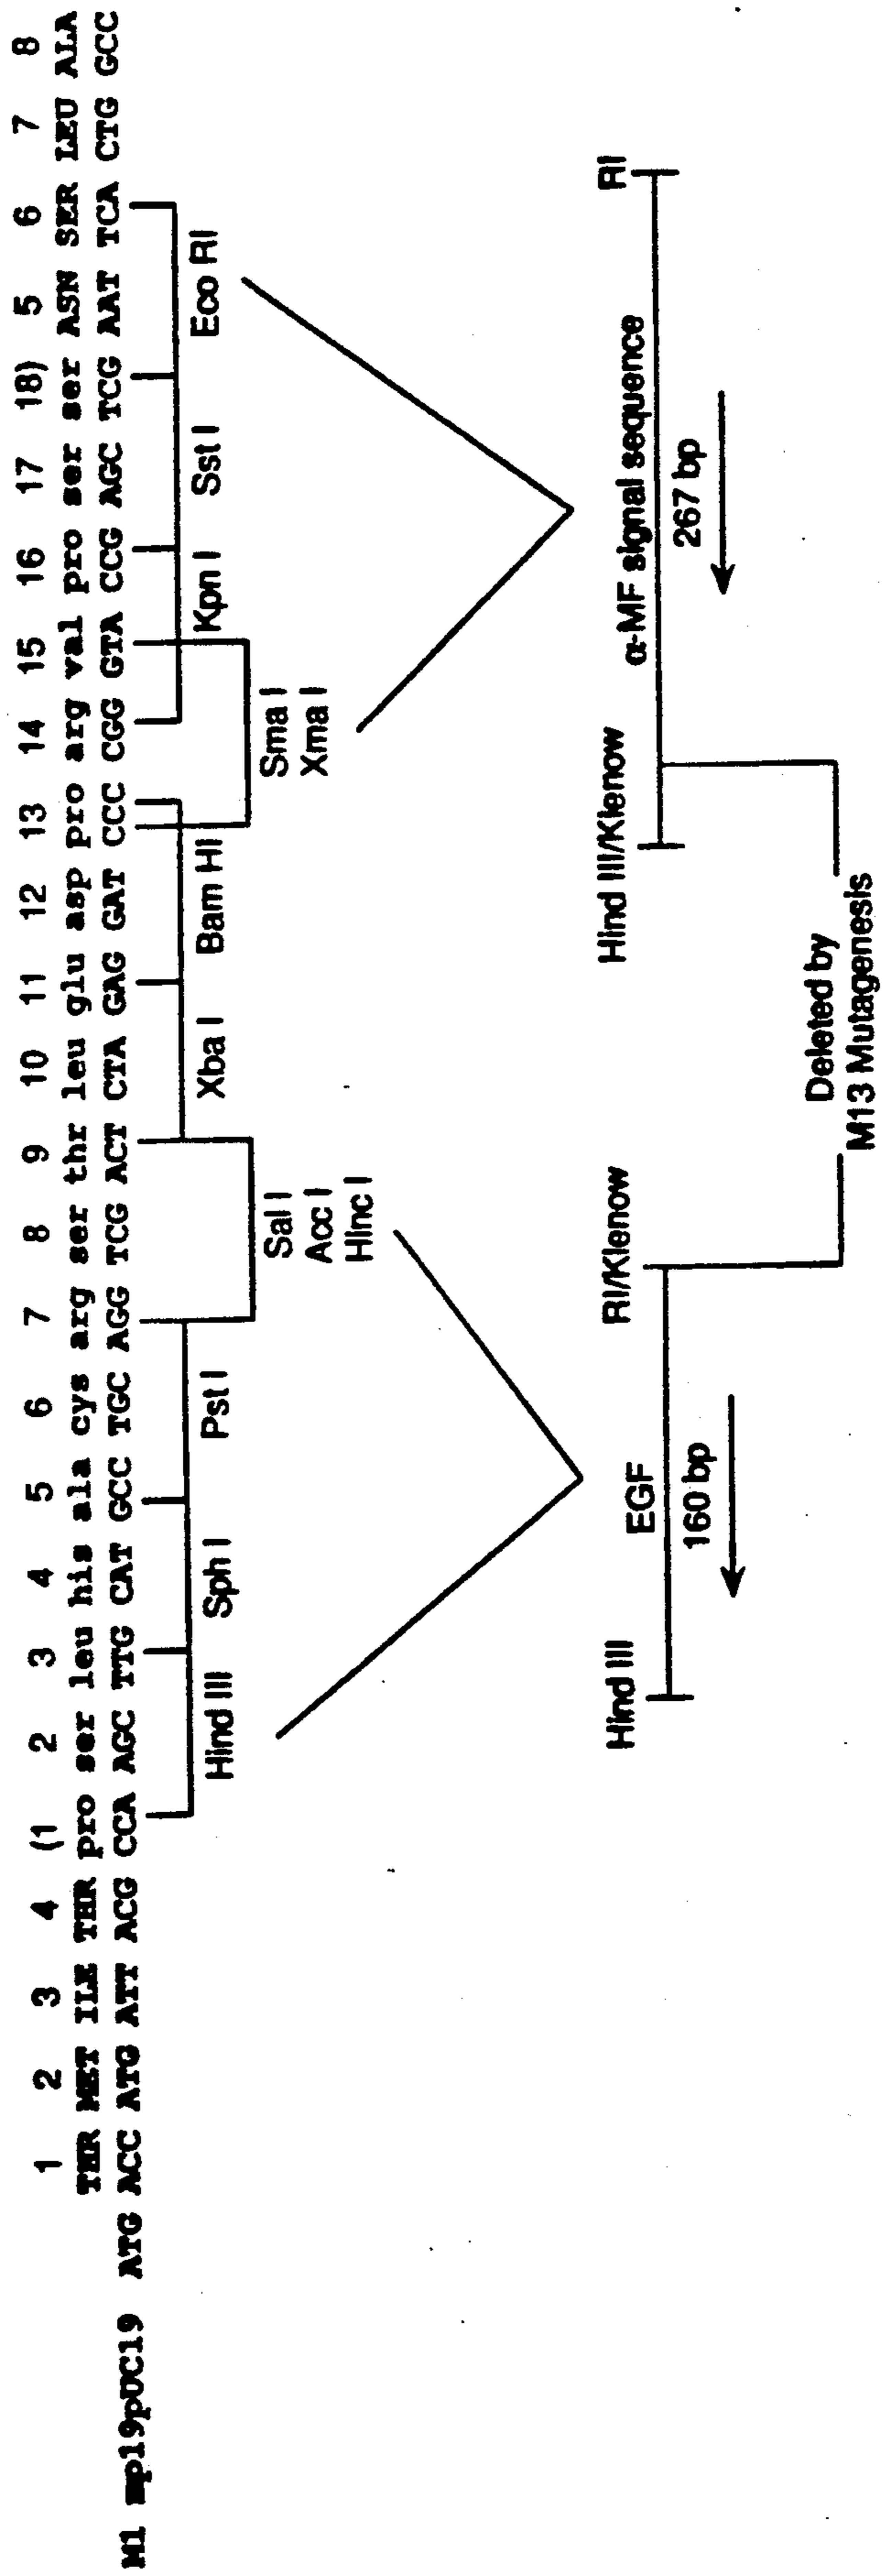 1 2 3 4 (1 2 3 4 5 6 7 8 9 10 11 12 13 14 15 16 17 18) 5 6 7 8
THR MET ILE THR pro ser leu his ala cys arg ser thr leu glu asp pro arg val pro ser ser ASN SER LEU ALA
M1 mp19pUC19 ATG ACC ATG ATT ACG CCA AGC TTG CAT GCC TGC AGG TCG ACT CTA GAG GAT CCC CGG GTA CCG AGC TCG AAT TCA CTG GCC
Hind III Sph I Pst I Xba I Bam HI Kpn I Sst I Eco RI
Sal I
Acc I
Hinc I
Sma I
Xma I
Hind III EGF RI/Klenow
160 bp
Hind III/Klenow α-MF signal sequence RI
267 bp
Deleted by
M13 Mutagenesis